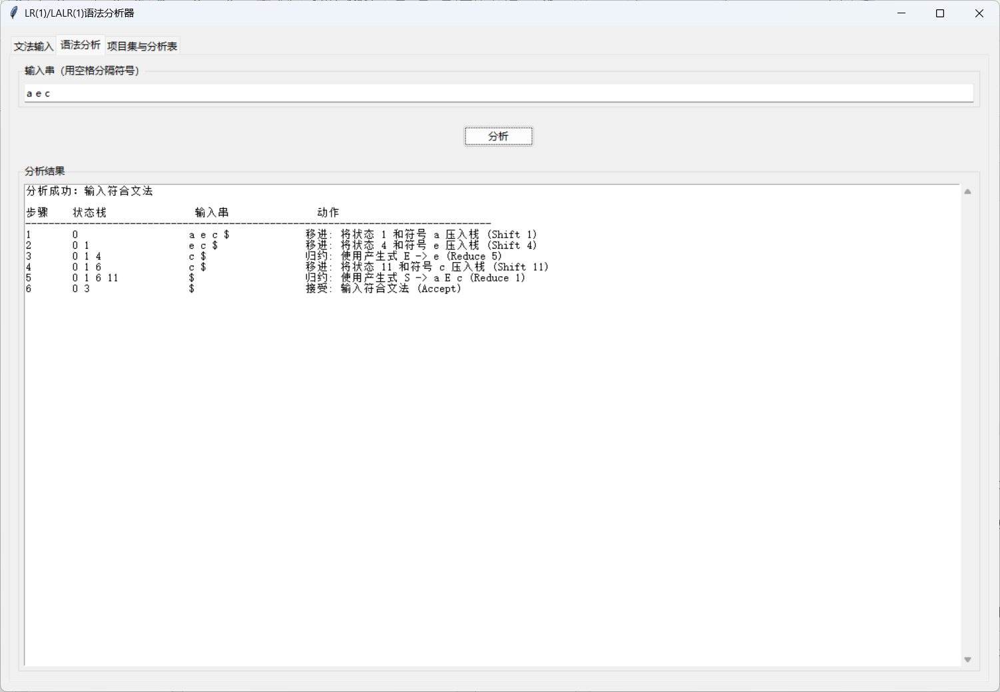 LR(1)/LALR(1)语法分析器
文法输入 语法分析 项目集与分析表
输入串（用空格分隔符号）
a e c
分析
分析结果
分析成功：输入符合文法
步骤 状态栈 输入串 动作
--------------------------------------------------------------------------------
1 0 a e c $ 移进: 将状态 1 和符号 a 压入栈 (Shift 1)
2 0 1 e c $ 移进: 将状态 4 和符号 e 压入栈 (Shift 4)
3 0 1 4 c $ 归约: 使用产生式 E -> e (Reduce 5)
4 0 1 6 c $ 移进: 将状态 11 和符号 c 压入栈 (Shift 11)
5 0 1 6 11 $ 归约: 使用产生式 S -> a E c (Reduce 1)
6 0 3 $ 接受: 输入符合文法 (Accept)